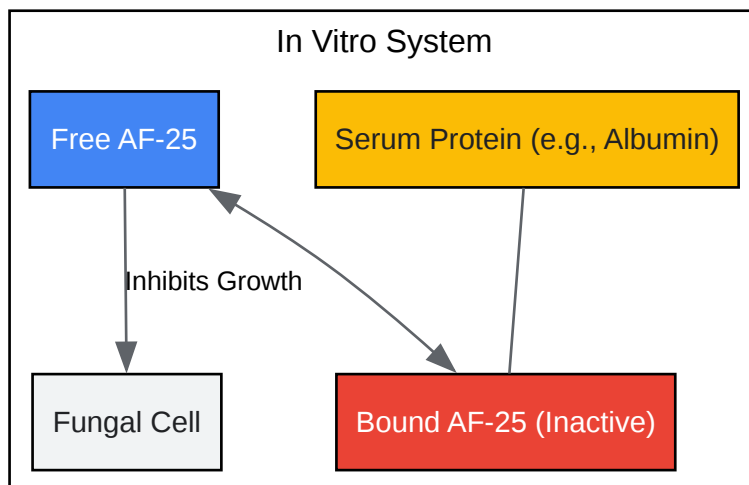 In Vitro System
Free AF-25
Serum Protein (e.g., Albumin)
Inhibits Growth
Fungal Cell
Bound AF-25 (Inactive)